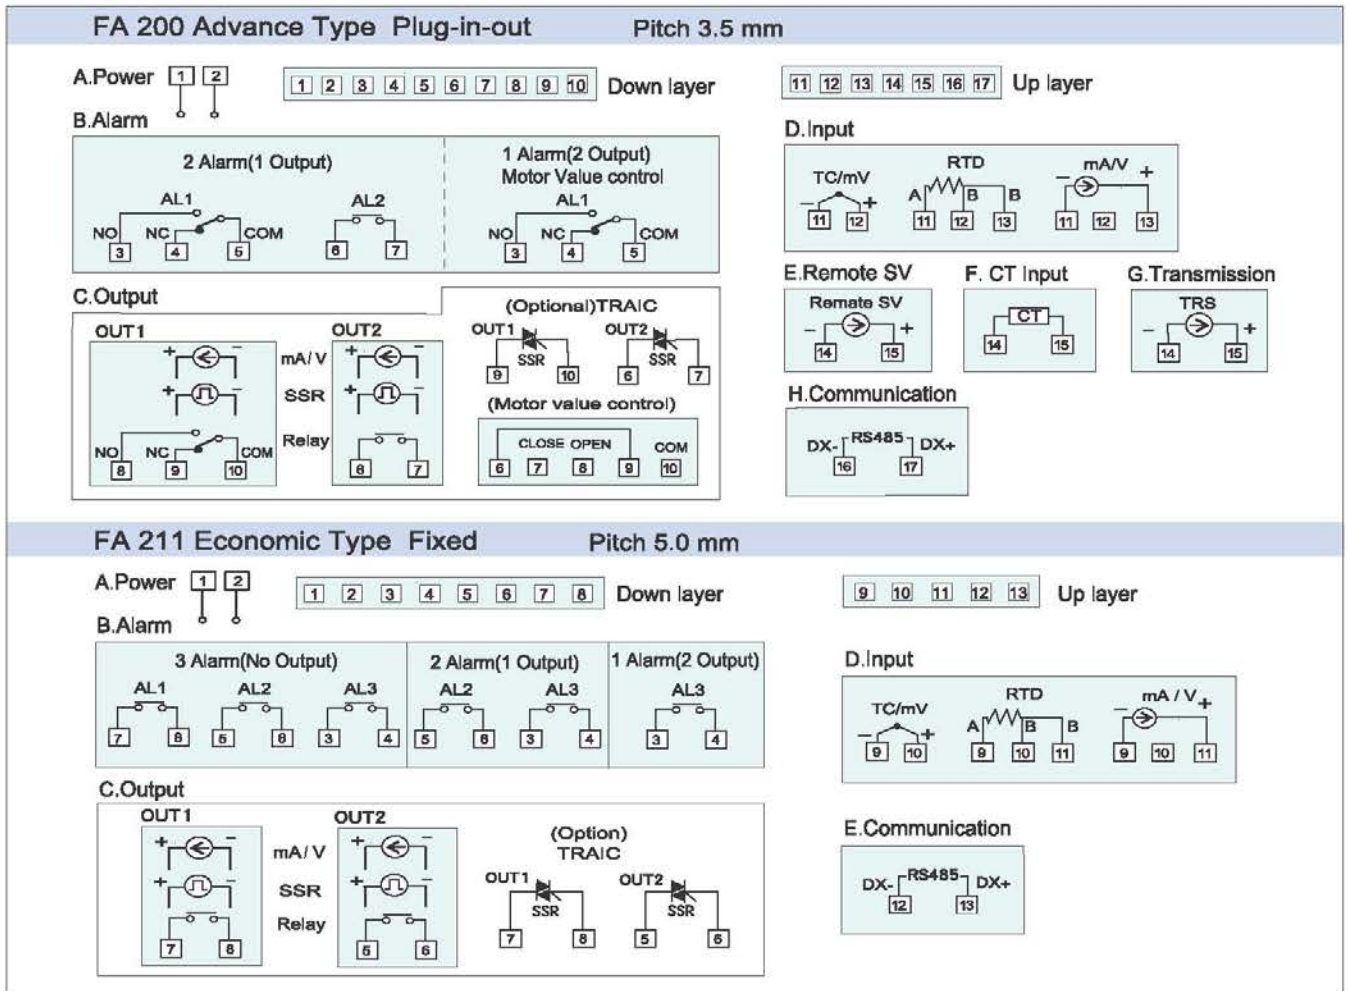 FA 200 Advance Type Plug-in-out Pitch 3.5 mm
A.Power 1 2
1 2 3 4 5 6 7 8 9 10 Down layer
11 12 13 14 15 16 17 Up layer
B.Alarm
2 Alarm(1 Output)
AL1 AL2
NO NC COM
3 4 5 6 7
1 Alarm(2 Output)
Motor Value control
AL1
NO NC COM
3 4 5
C.Output
OUT1 OUT2
+ - mA/V + -
+ - SSR + -
Relay
NO NC COM
8 9 10 6 7
(Optional)TRAIC
OUT1 OUT2
SSR SSR
9 10 6 7
(Motor value control)
CLOSE OPEN COM
6 7 8 9 10
D.Input
TC/mV RTD mA/V
- + A B B - +
11 12 11 12 13 11 12 13
E.Remote SV
Remate SV
- +
14 15
F. CT Input
CT
14 15
G.Transmission
TRS
- +
14 15
H.Communication
DX- RS485 DX+
16 17
FA 211 Economic Type Fixed Pitch 5.0 mm
A.Power 1 2
1 2 3 4 5 6 7 8 Down layer
9 10 11 12 13 Up layer
B.Alarm
3 Alarm(No Output)
AL1 AL2 AL3
7 8 5 6 3 4
2 Alarm(1 Output)
AL2 AL3
5 6 3 4
1 Alarm(2 Output)
AL3
3 4
C.Output
OUT1 OUT2
+ - mA/V + -
+ - SSR + -
Relay
7 8 5 6
(Option)
TRAIC
OUT1 OUT2
SSR SSR
7 8 5 6
D.Input
TC/mV RTD mA / V
- + A B B - +
9 10 9 10 11 9 10 11
E.Communication
DX- RS485 DX+
12 13